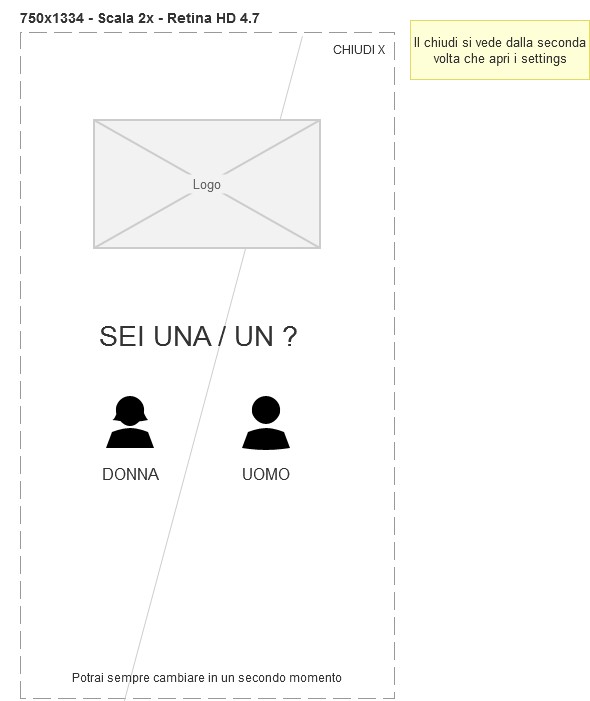 750x1334 - Scala 2x - Retina HD 4.7
CHIUDI X
Il chiudi si vede dalla seconda
volta che apri i settings
Logo
SEI UNA / UN ?
DONNA
UOMO
Potrai sempre cambiare in un secondo momento